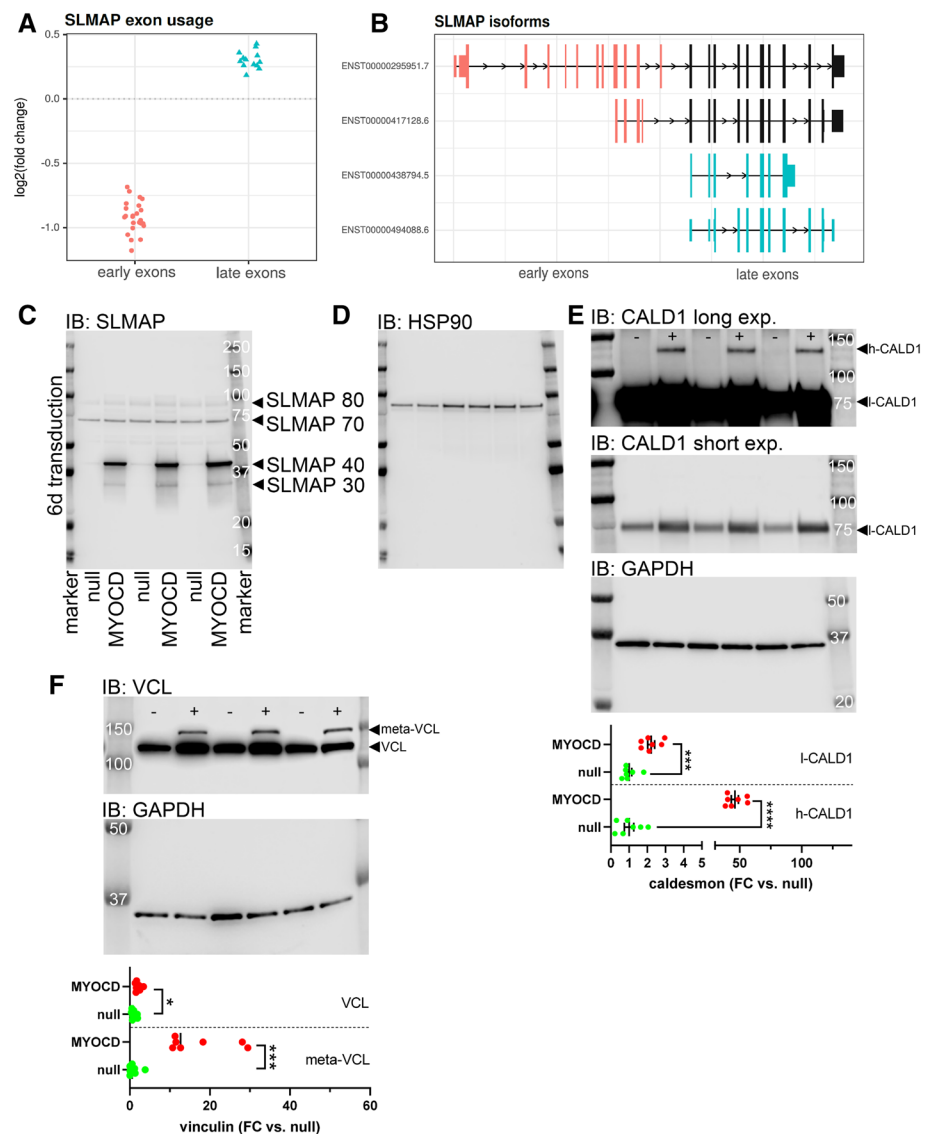 A
SLMAP exon usage
log2(fold change)
0.5
0.0
-0.5
-1.0
early exons
late exons
B
SLMAP isoforms
ENST00000295951.7
ENST00000417128.6
ENST00000438794.5
ENST00000494088.6
early exons
late exons
C
IB: SLMAP
6d transduction
250
150
100
75
50
37
20
15
SLMAP 80
SLMAP 70
SLMAP 40
SLMAP 30
marker
null
MYOCD
null
MYOCD
null
MYOCD
marker
D
IB: HSP90
E
IB: CALD1 long exp.
- + - + - +
150
100
75
h-CALD1
l-CALD1
IB: CALD1 short exp.
150
100
75
l-CALD1
IB: GAPDH
50
37
20
MYOCD
null
***
l-CALD1
MYOCD
null
****
h-CALD1
0 1 2 3 4 5 50 100
caldesmon (FC vs. null)
F
IB: VCL
- + - + - +
150
100
meta-VCL
VCL
IB: GAPDH
50
37
MYOCD
null
*
VCL
MYOCD
null
***
meta-VCL
0 20 40 60
vinculin (FC vs. null)